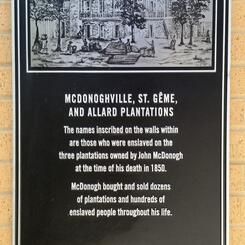 MCDONOGHVILLE, ST. GÊME,
AND ALLARD PLANTATIONS
The names inscribed on the walls within
are those who were enslaved on the
three plantations owned by John McDonogh
at the time of his death in 1850.
McDonogh bought and sold dozens
of plantations and hundreds of
enslaved people throughout his life.